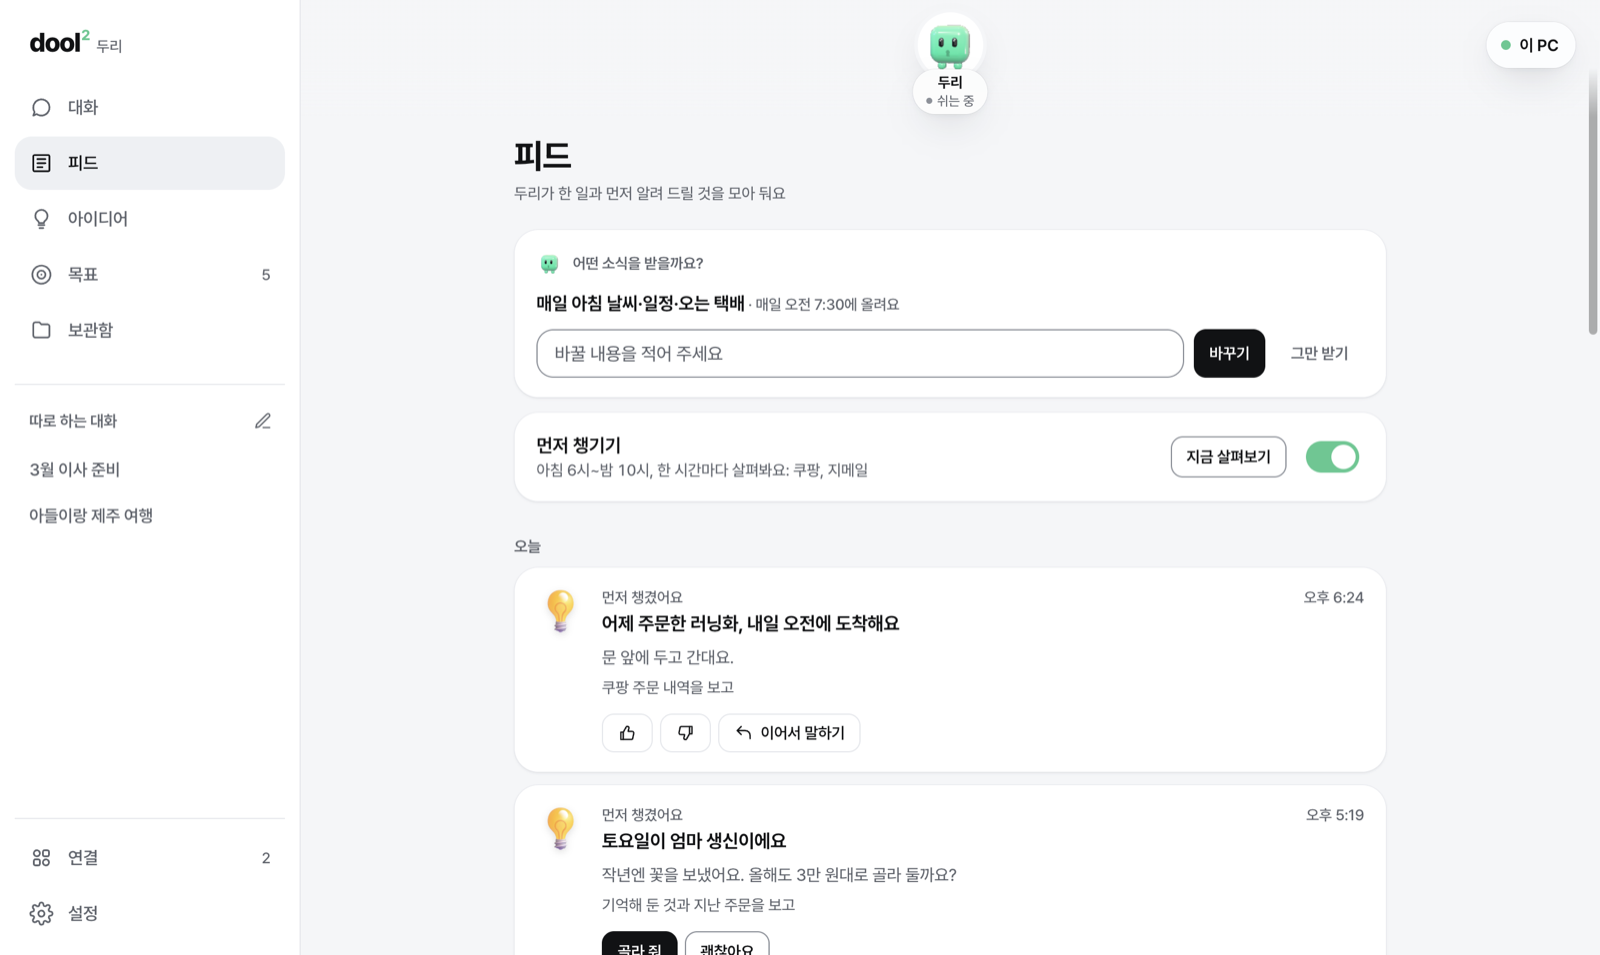 dool² 두리
대화
피드
아이디어
목표 5
보관함
따로 하는 대화
3월 이사 준비
아들이랑 제주 여행
연결 2
설정
두리
쉬는 중
이 PC
피드
두리가 한 일과 먼저 알려 드릴 것을 모아 둬요
어떤 소식을 받을까요?
매일 아침 날씨·일정·오는 택배 · 매일 오전 7:30에 올려요
바꿀 내용을 적어 주세요
바꾸기
그만 받기
먼저 챙기기
아침 6시~밤 10시, 한 시간마다 살펴봐요: 쿠팡, 지메일
지금 살펴보기
오늘
먼저 챙겼어요
오후 6:24
어제 주문한 러닝화, 내일 오전에 도착해요
문 앞에 두고 간대요.
쿠팡 주문 내역을 보고
이어서 말하기
먼저 챙겼어요
오후 5:19
토요일이 엄마 생신이에요
작년엔 꽃을 보냈어요. 올해도 3만 원대로 골라 둘까요?
기억해 둔 것과 지난 주문을 보고
골라 줘
괜찮아요